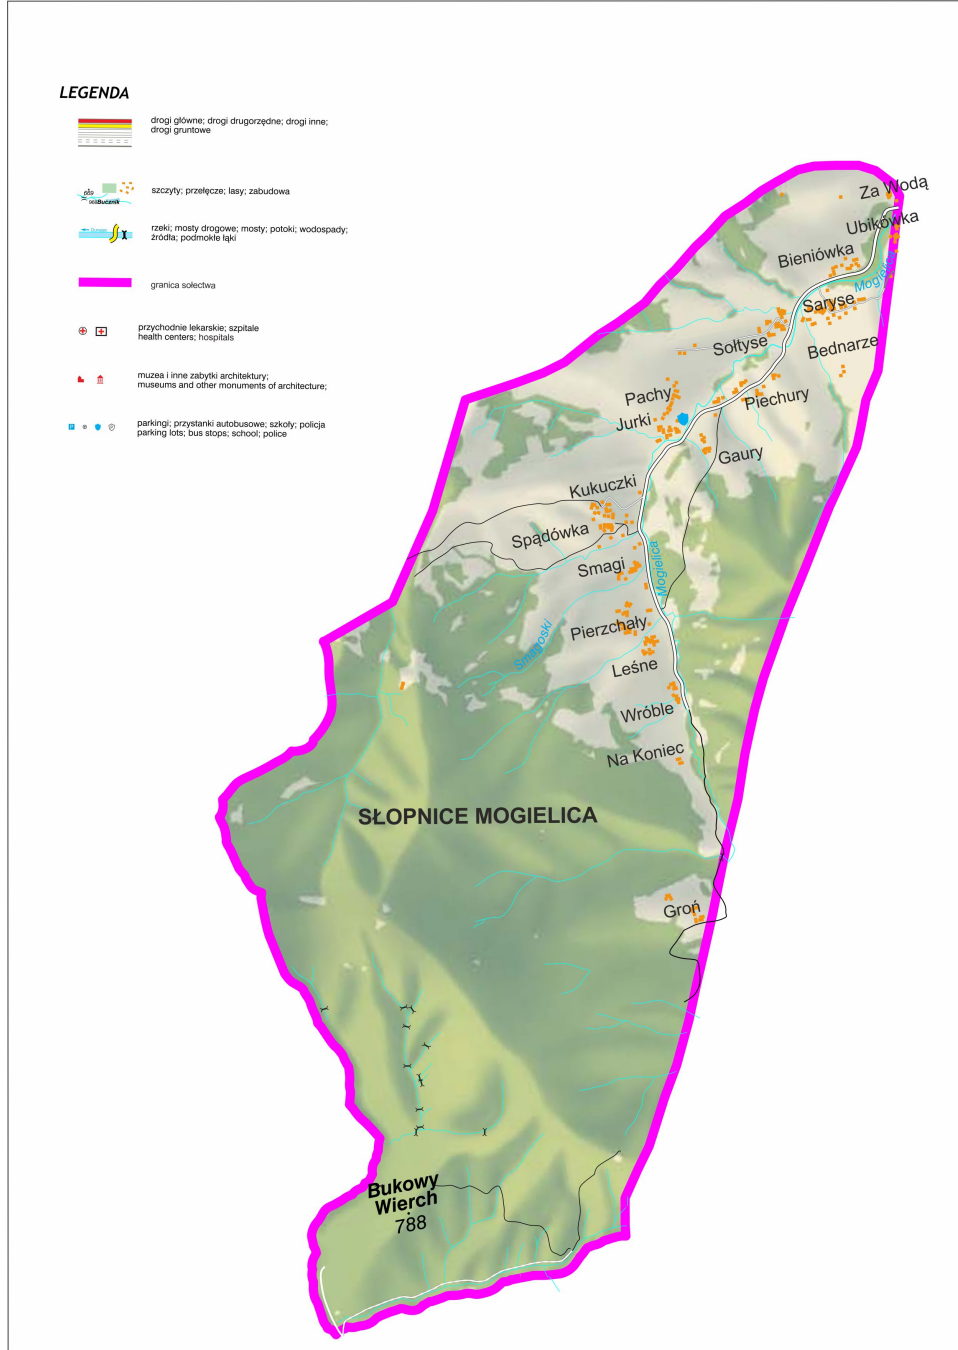 LEGENDA
drogi główne; drogi drugorzędne; drogi inne;
drogi gruntowe
669
968 Bucznik
szczyty; przełęcze; lasy; zabudowa
Dunajec
rzeki; mosty drogowe; mosty; potoki; wodospady;
źródła; podmokłe łąki
granica sołectwa
przychodnie lekarskie; szpitale
health centers; hospitals
muzea i inne zabytki architektury;
museums and other monuments of architecture;
P
parkingi; przystanki autobusowe; szkoły; policja
parking lots; bus stops; school; police
Za Wodą
Ubikówka
Bieniówka
Mogielica
Saryse
Sołtyse
Bednarze
Pachy
Piechury
Jurki
Gaury
Kukuczki
Spądówka
Smagi
Mogielica
Pierzchały
Smagoski
Leśne
Wróble
Na Koniec
SŁOPNICE MOGIELICA
Groń
Bukowy
Wierch
788